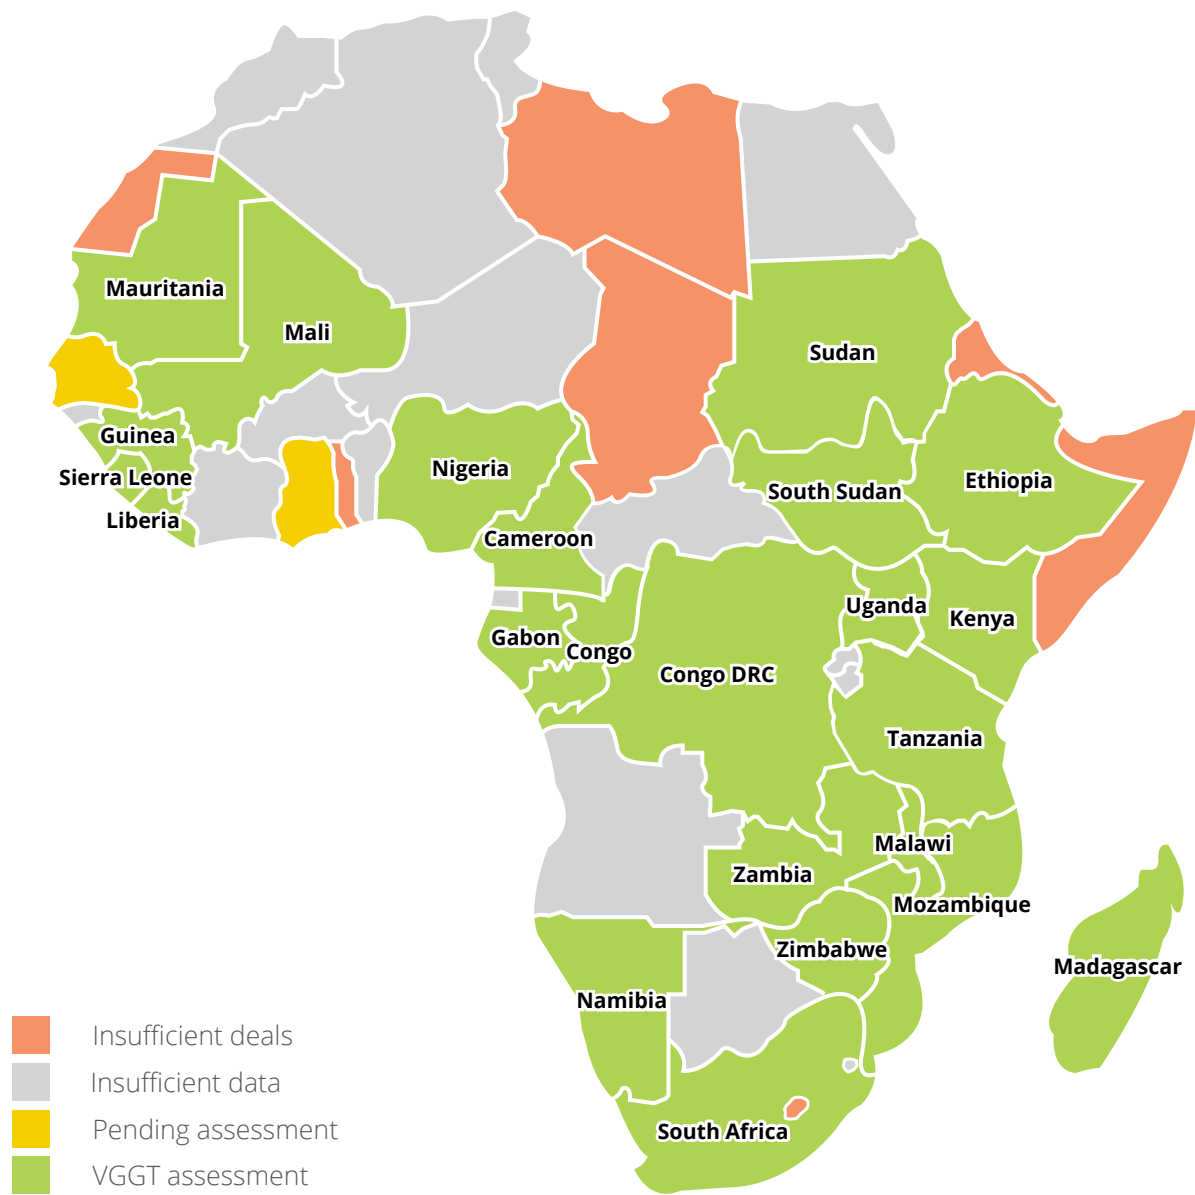 Mauritania
Mali
Sudan
Guinea
Nigeria
Sierra Leone
Ethiopia
South Sudan
Liberia
Cameroon
Uganda
Kenya
Gabon
Congo
Congo DRC
Tanzania
Malawi
Zambia
Mozambique
Zimbabwe
Madagascar
Namibia
South Africa
Insufficient deals
Insufficient data
Pending assessment
VGGT assessment